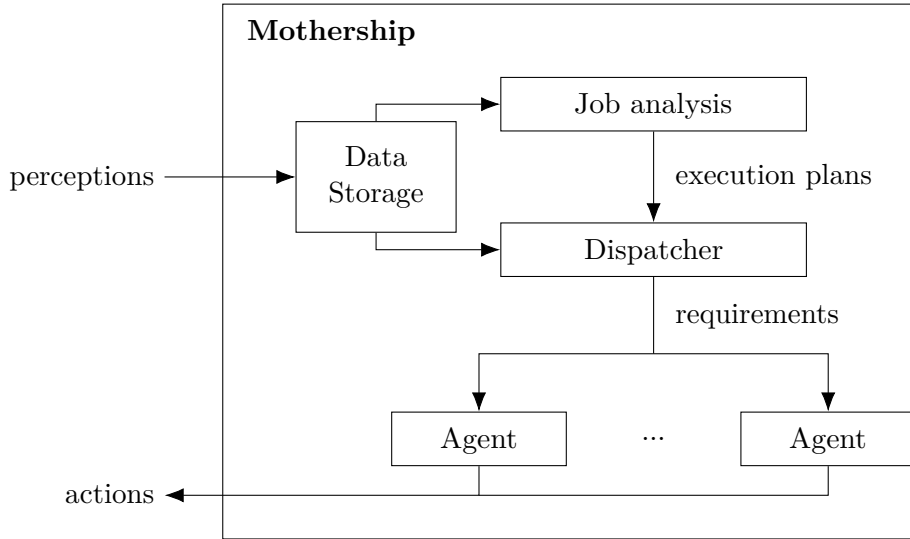 Mothership
Job analysis
Data
Storage
perceptions
execution plans
Dispatcher
requirements
Agent
...
Agent
actions